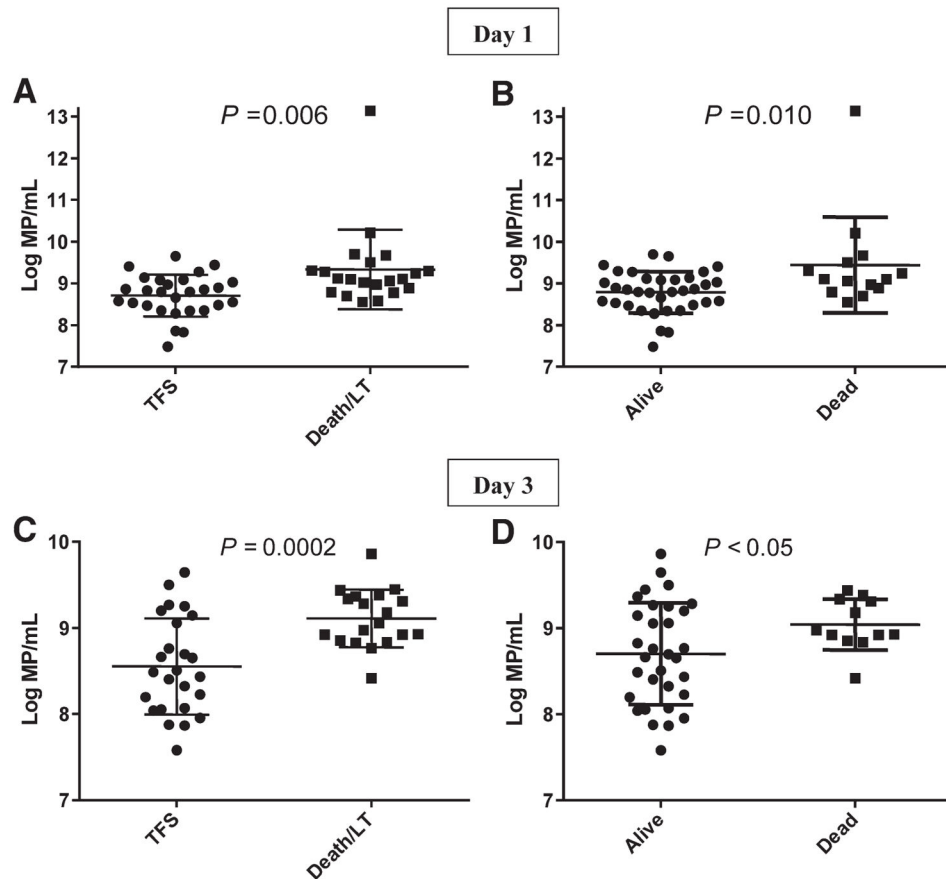 Day 1
A
P =0.006
Log MP/mL
13
12
11
10
9
8
7
TFS
Death/LT
B
P =0.010
Log MP/mL
13
12
11
10
9
8
7
Alive
Dead
Day 3
C
P = 0.0002
Log MP/mL
10
9
8
7
TFS
Death/LT
D
P < 0.05
Log MP/mL
10
9
8
7
Alive
Dead